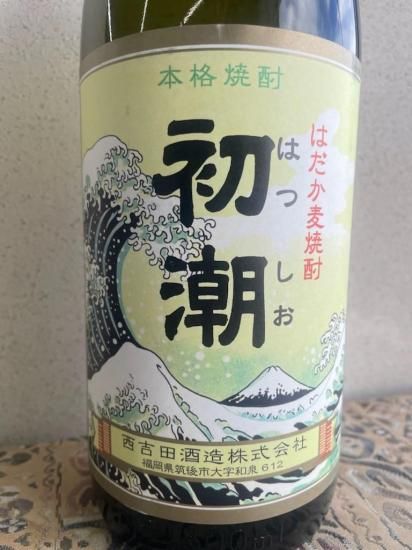 本格焼酎
はだか麦焼酎
初潮
はつしお
西吉田酒造株式会社
福岡県筑後市大字和泉612